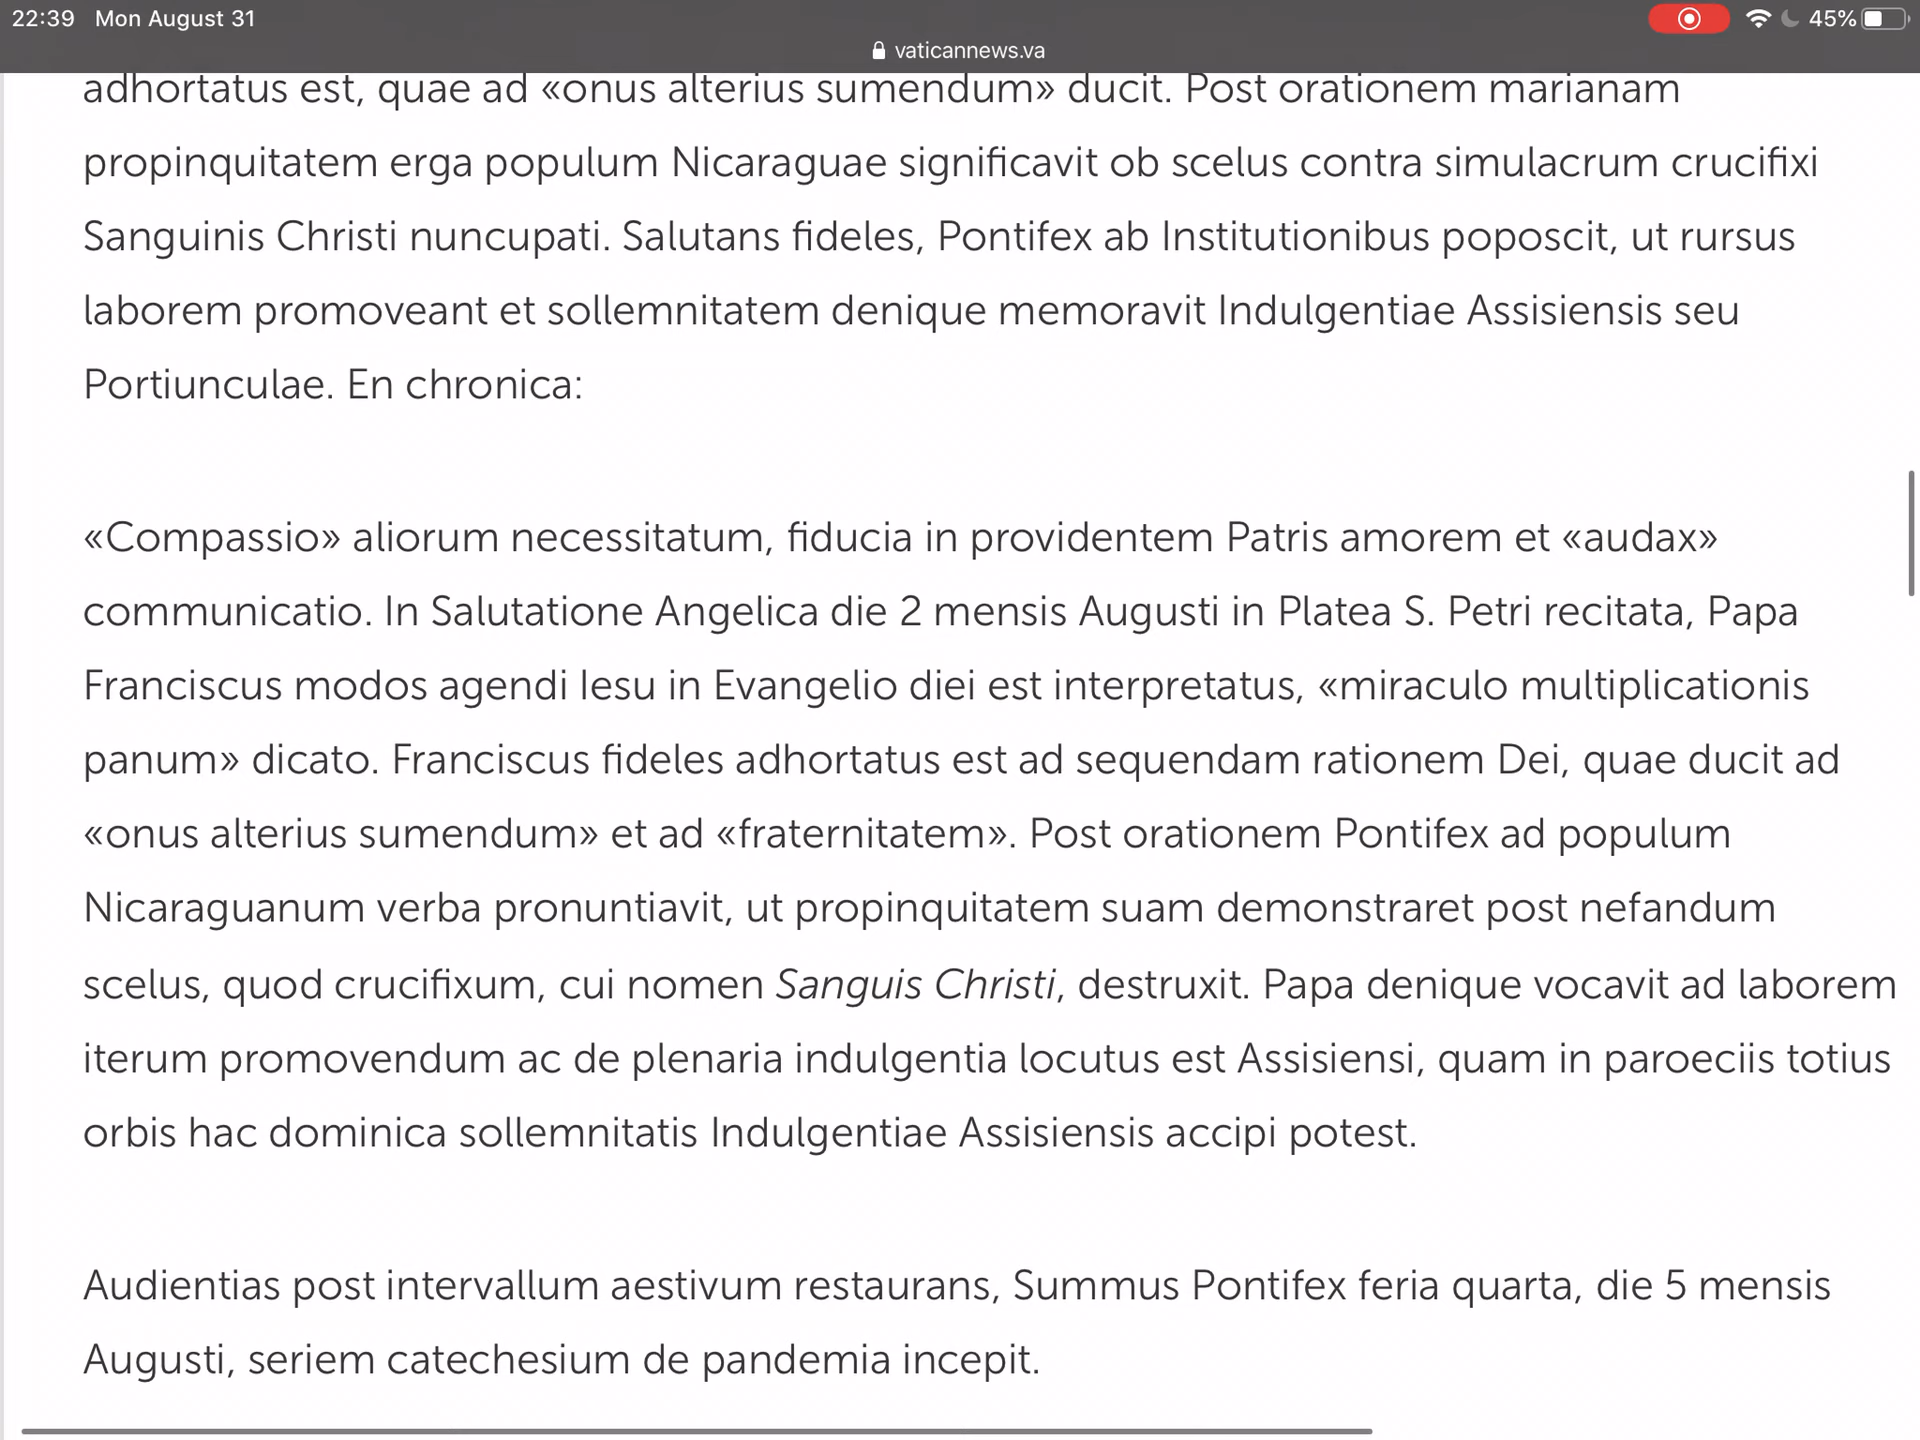 22:39 Mon August 31 45%
vaticannews.va
adhortatus est, quae ad «onus alterius sumendum» ducit. Post orationem marianam
propinquitatem erga populum Nicaraguae significavit ob scelus contra simulacrum crucifixi
Sanguinis Christi nuncupati. Salutans fideles, Pontifex ab Institutionibus poposcit, ut rursus
laborem promoveant et sollemnitatem denique memoravit Indulgentiae Assisiensis seu
Portiunculae. En chronica:
«Compassio» aliorum necessitatum, fiducia in providentem Patris amorem et «audax»
communicatio. In Salutatione Angelica die 2 mensis Augusti in Platea S. Petri recitata, Papa
Franciscus modos agendi Iesu in Evangelio diei est interpretatus, «miraculo multiplicationis
panum» dicato. Franciscus fideles adhortatus est ad sequendam rationem Dei, quae ducit ad
«onus alterius sumendum» et ad «fraternitatem». Post orationem Pontifex ad populum
Nicaraguanum verba pronuntiavit, ut propinquitatem suam demonstraret post nefandum
scelus, quod crucifixum, cui nomen Sanguis Christi, destruxit. Papa denique vocavit ad laborem
iterum promovendum ac de plenaria indulgentia locutus est Assisiensi, quam in paroeciis totius
orbis hac dominica sollemnitatis Indulgentiae Assisiensis accipi potest.
Audientias post intervallum aestivum restaurans, Summus Pontifex feria quarta, die 5 mensis
Augusti, seriem catechesium de pandemia incepit.